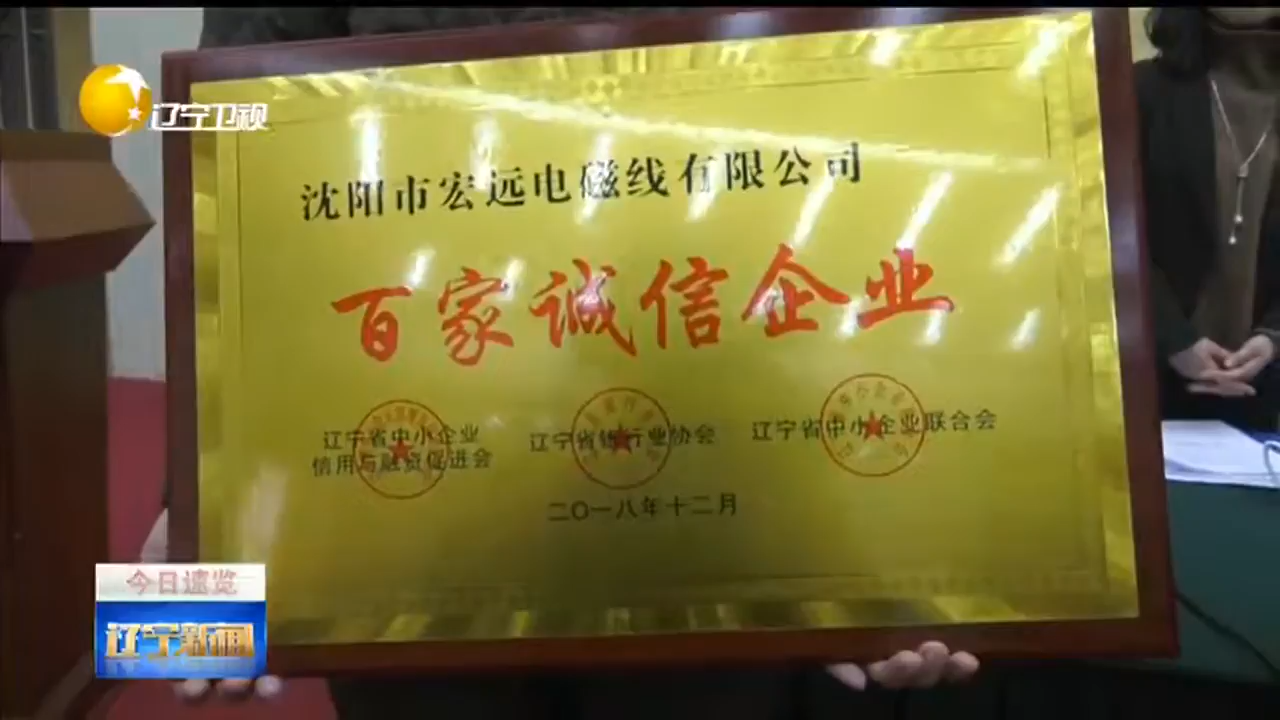 辽宁卫视
沈阳市宏远电磁线有限公司
百家诚信企业
辽宁省中小企业
信用与融资促进会
辽宁省银行业协会
辽宁省中小企业联合会
二〇一八年十二月
今日速览
辽宁新闻